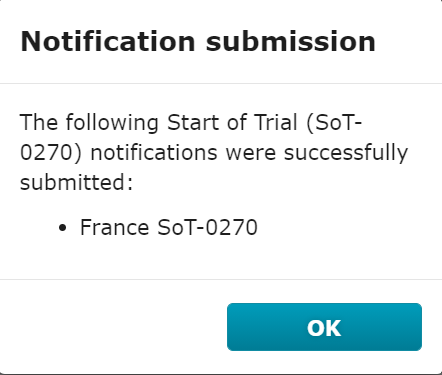 Notification submission
The following Start of Trial (SoT-
0270) notifications were successfully
submitted:
• France SoT-0270
OK